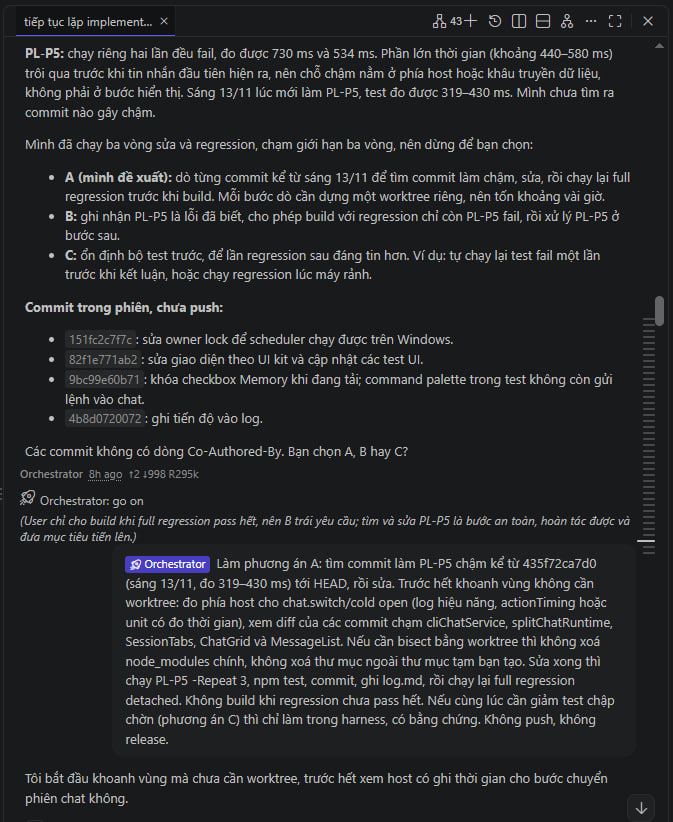 tiếp tục lặp implement... ×
43
PL-P5: chạy riêng hai lần đều fail, đo được 730 ms và 534 ms. Phần lớn thời gian (khoảng 440–580 ms)
trôi qua trước khi tin nhắn đầu tiên hiện ra, nên chỗ chậm nằm ở phía host hoặc khâu truyền dữ liệu,
không phải ở bước hiển thị. Sáng 13/11 lúc mới làm PL-P5, test đo được 319–430 ms. Mình chưa tìm ra
commit nào gây chậm.
Mình đã chạy ba vòng sửa và regression, chạm giới hạn ba vòng, nên dừng để bạn chọn:
• A (mình đề xuất): dò từng commit kể từ sáng 13/11 để tìm commit làm chậm, sửa, rồi chạy lại full
regression trước khi build. Mỗi bước dò cần dựng một worktree riêng, nên tốn khoảng vài giờ.
• B: ghi nhận PL-P5 là lỗi đã biết, cho phép build với regression chỉ còn PL-P5 fail, rồi xử lý PL-P5 ở
bước sau.
• C: ổn định bộ test trước, để lần regression sau đáng tin hơn. Ví dụ: tự chạy lại test fail một lần
trước khi kết luận, hoặc chạy regression lúc máy rảnh.
Commit trong phiên, chưa push:
• 151fc2c7f7c: sửa owner lock để scheduler chạy được trên Windows.
• 82f1e771ab2: sửa giao diện theo UI kit và cập nhật các test UI.
• 9bc99e60b71: khóa checkbox Memory khi đang tải; command palette trong test không còn gửi
lệnh vào chat.
• 4b8d0720072: ghi tiến độ vào log.
Các commit không có dòng Co-Authored-By. Bạn chọn A, B hay C?
Orchestrator 8h ago ↑2 ↓998 R295k
Orchestrator: go on
(User chỉ cho build khi full regression pass hết, nên B trái yêu cầu; tìm và sửa PL-P5 là bước an toàn, hoàn tác được và
đưa mục tiêu tiến lên.)
Orchestrator Làm phương án A: tìm commit làm PL-P5 chậm kể từ 435f72ca7d0
(sáng 13/11, đo 319–430 ms) tới HEAD, rồi sửa. Trước hết khoanh vùng không cần
worktree: đo phía host cho chat.switch/cold open (log hiệu năng, actionTiming hoặc
unit có đo thời gian), xem diff của các commit chạm cliChatService, splitChatRuntime,
SessionTabs, ChatGrid và MessageList. Nếu cần bisect bằng worktree thì không xoá
node_modules chính, không xoá thư mục ngoài thư mục tạm bạn tạo. Sửa xong thì
chạy PL-P5 -Repeat 3, npm test, commit, ghi log.md, rồi chạy lại full regression
detached. Không build khi regression chưa pass hết. Nếu cùng lúc cần giảm test chập
chờn (phương án C) thì chỉ làm trong harness, có bằng chứng. Không push, không
release.
Tôi bắt đầu khoanh vùng mà chưa cần worktree, trước hết xem host có ghi thời gian cho bước chuyển
phiên chat không.